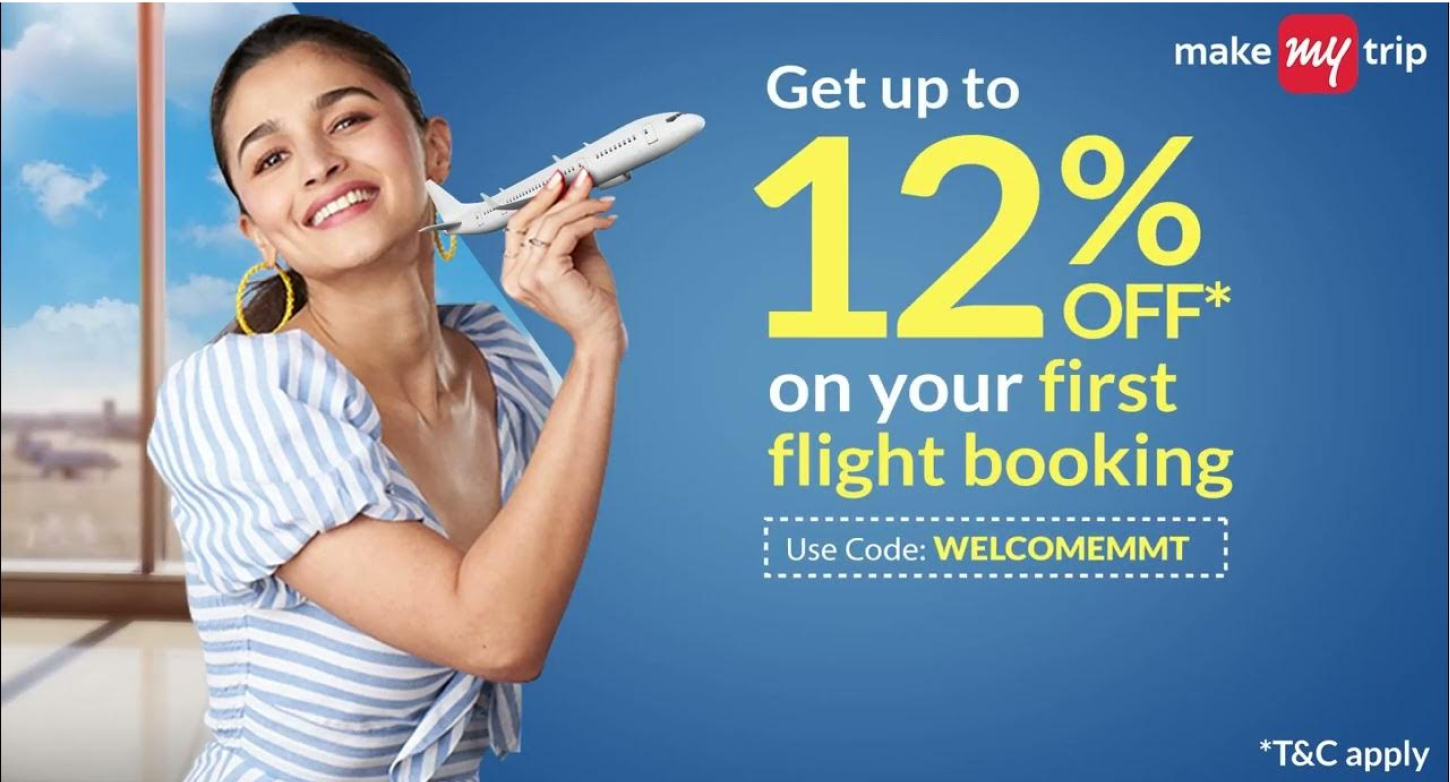 make my trip
Get up to
12%
OFF*
on your first
flight booking
Use Code: WELCOMEMMT
*T&C apply